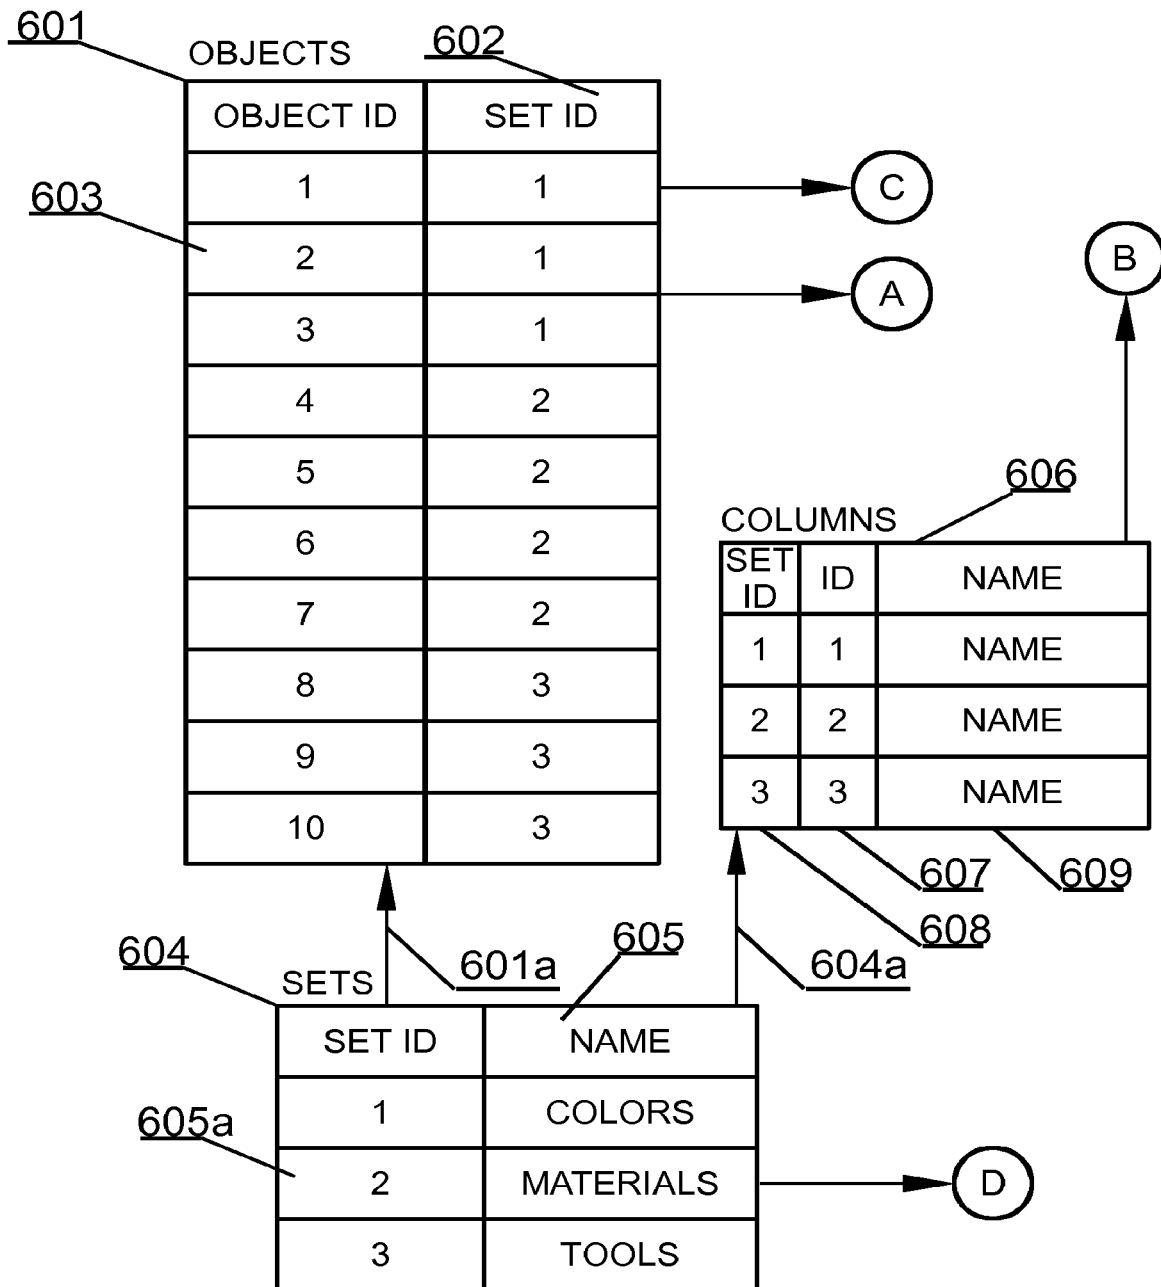 601
OBJECTS
602
OBJECT ID SET ID
1 1
C
603
2 1
B
A
3 1
4 2
5 2
606
6 2
COLUMNS
SET ID ID NAME
7 2
1 1 NAME
8 3
2 2 NAME
9 3
3 3 NAME
10 3
607 609
608
604
605
601a
604a
SETS
SET ID NAME
1 COLORS
605a
2 MATERIALS
D
3 TOOLS